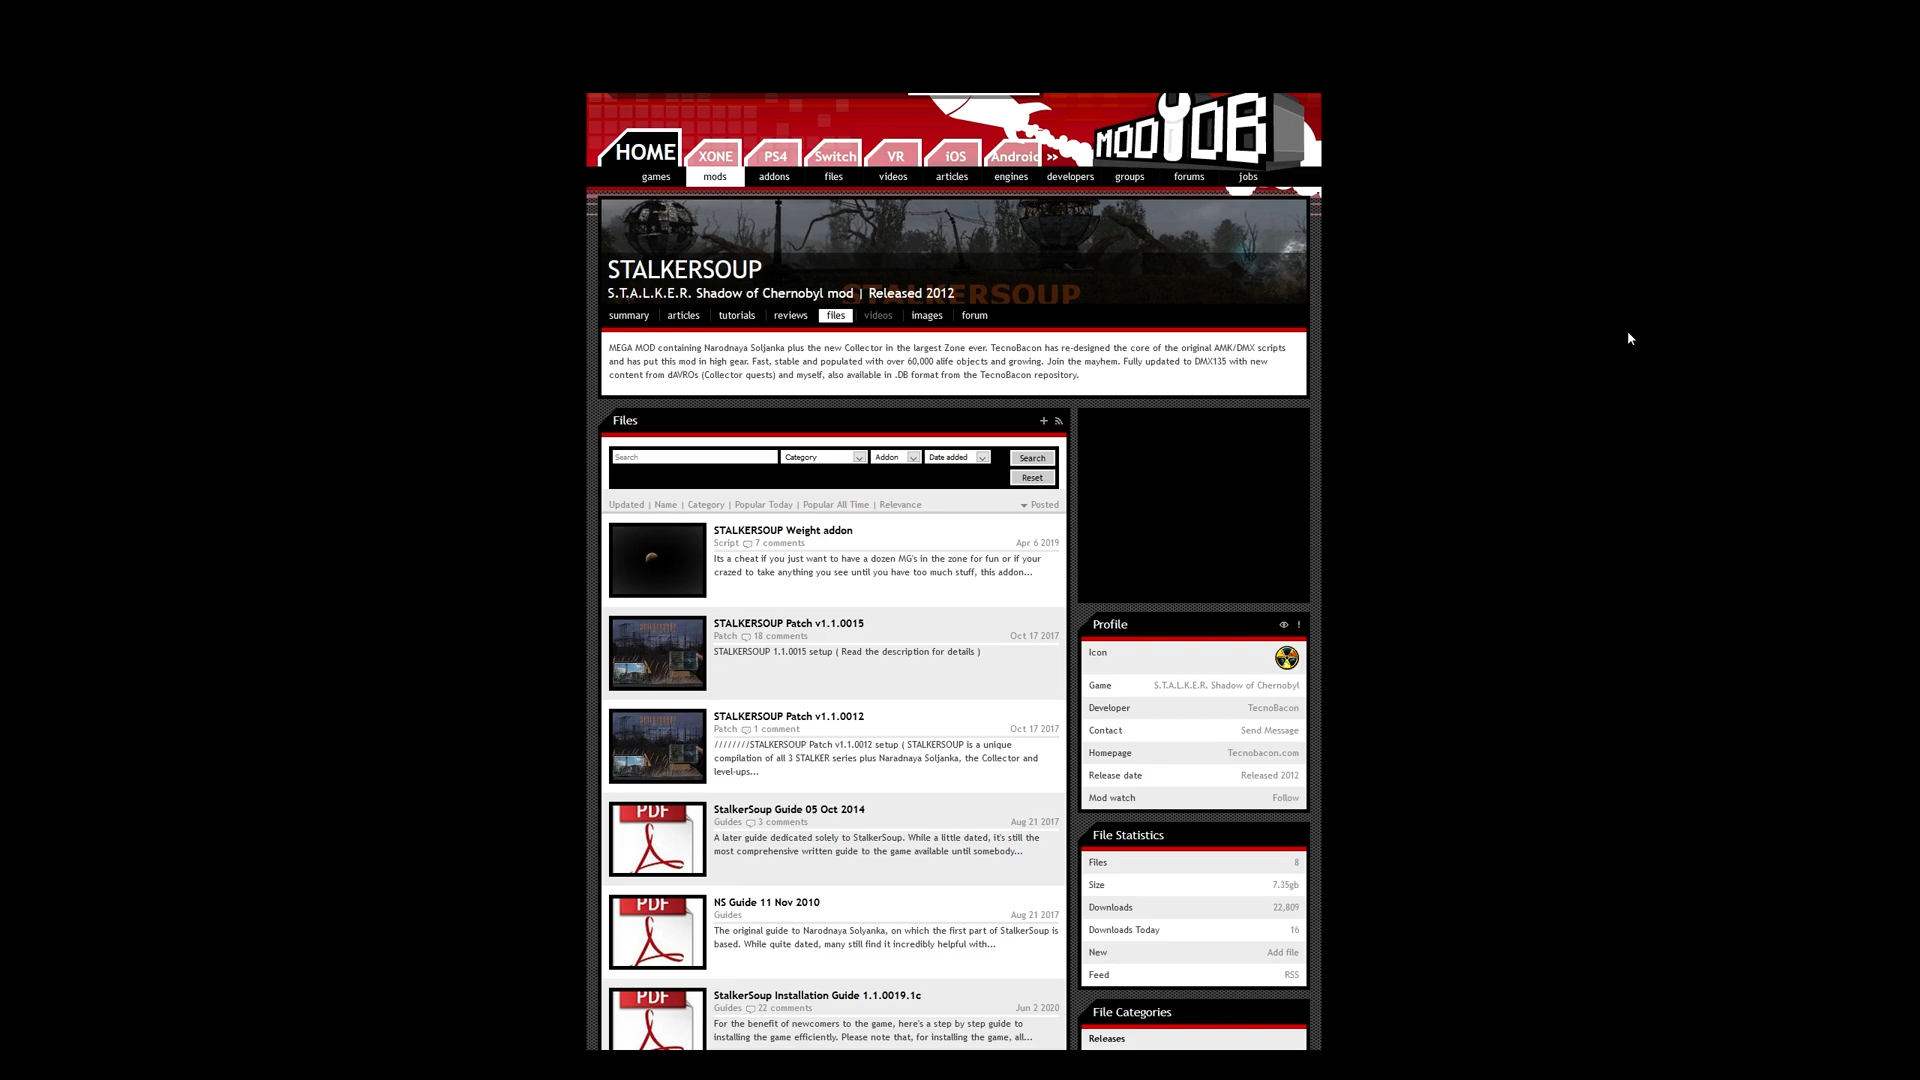 MOD DB
HOME XONE PS4 Switch VR iOS Android »
games mods addons files videos articles engines developers groups forums jobs
STALKERSOUP
STALKERSOUP
S.T.A.L.K.E.R. Shadow of Chernobyl mod | Released 2012
summary articles tutorials reviews files videos images forum
MEGA MOD containing Narodnaya Soljanka plus the new Collector in the largest Zone ever. TecnoBacon has re-designed the core of the original AMK/DMX scripts
and has put this mod in high gear. Fast, stable and populated with over 60,000 alife objects and growing. Join the mayhem. Fully updated to DMX135 with new
content from dAVROs (Collector quests) and myself, also available in .DB format from the TecnoBacon repository.
Files
Search Category Addon Date added Search
Reset
Updated | Name | Category | Popular Today | Popular All Time | Relevance Posted
STALKERSOUP Weight addon
Script 7 comments Apr 6 2019
Its a cheat if you just want to have a dozen MG's in the zone for fun or if your
crazed to take anything you see until you have too much stuff, this addon...
STALKERSOUP Patch v1.1.0015
Patch 18 comments Oct 17 2017
STALKERSOUP 1.1.0015 setup ( Read the description for details )
STALKERSOUP Patch v1.1.0012
Patch 1 comment Oct 17 2017
////////STALKERSOUP Patch v1.1.0012 setup ( STALKERSOUP is a unique
compilation of all 3 STALKER series plus Naradnaya Soljanka, the Collector and
level-ups...
PDF
StalkerSoup Guide 05 Oct 2014
Guides 3 comments Aug 21 2017
A later guide dedicated solely to StalkerSoup. While a little dated, it's still the
most comprehensive written guide to the game available until somebody...
PDF
NS Guide 11 Nov 2010
Guides Aug 21 2017
The original guide to Narodnaya Solyanka, on which the first part of StalkerSoup is
based. While quite dated, many still find it incredibly helpful with...
PDF
StalkerSoup Installation Guide 1.1.0019.1c
Guides 22 comments Jun 2 2020
For the benefit of newcomers to the game, here's a step by step guide to
installing the game efficiently. Please note that, for installing the game, all...
Profile !
Icon
Game S.T.A.L.K.E.R. Shadow of Chernobyl
Developer TecnoBacon
Contact Send Message
Homepage Tecnobacon.com
Release date Released 2012
Mod watch Follow
File Statistics
Files 8
Size 7.35gb
Downloads 22,809
Downloads Today 16
New Add file
Feed RSS
File Categories
Releases